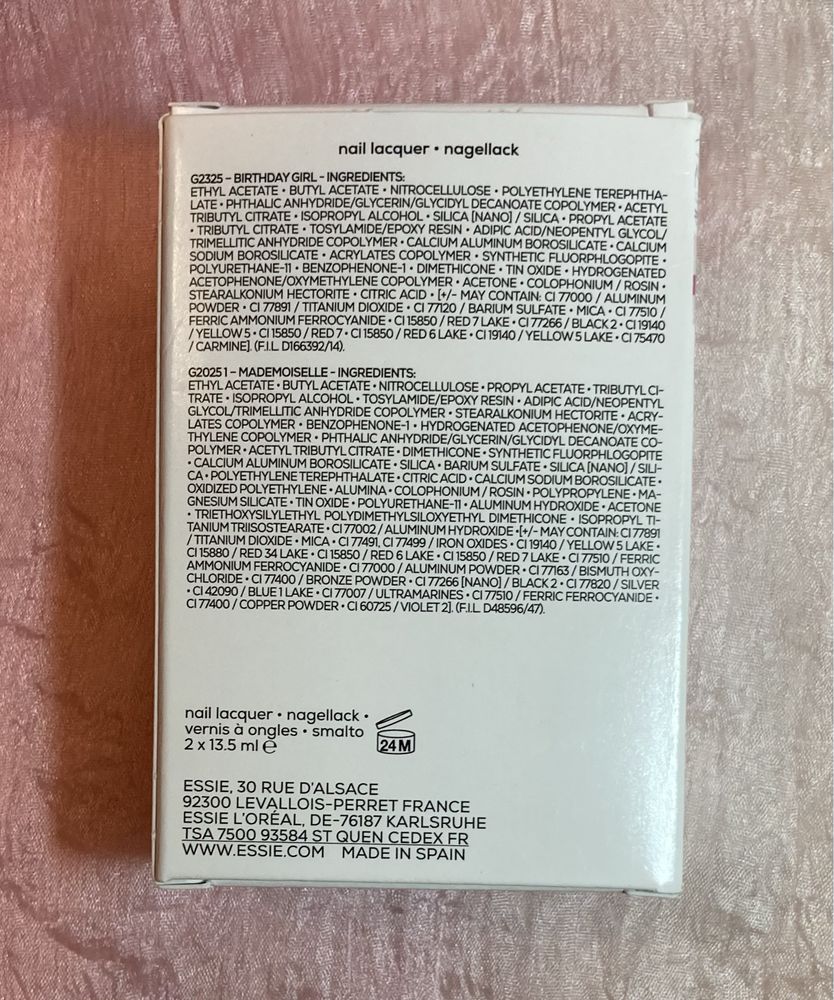 nail lacquer • nagellack
G2325 – BIRTHDAY GIRL - INGREDIENTS:
ETHYL ACETATE • BUTYL ACETATE • NITROCELLULOSE • POLYETHYLENE TEREPHTHA-
LATE • PHTHALIC ANHYDRIDE/GLYCERIN/GLYCIDYL DECANOATE COPOLYMER • ACETYL
TRIBUTYL CITRATE • ISOPROPYL ALCOHOL • SILICA [NANO] / SILICA • PROPYL ACETATE
• TRIBUTYL CITRATE • TOSYLAMIDE/EPOXY RESIN • ADIPIC ACID/NEOPENTYL GLYCOL/
TRIMELLITIC ANHYDRIDE COPOLYMER • CALCIUM ALUMINUM BOROSILICATE • CALCIUM
SODIUM BOROSILICATE • ACRYLATES COPOLYMER • SYNTHETIC FLUORPHLOGOPITE •
POLYURETHANE-11 • BENZOPHENONE-1 • DIMETHICONE • TIN OXIDE • HYDROGENATED
ACETOPHENONE/OXYMETHYLENE COPOLYMER • ACETONE • COLOPHONIUM / ROSIN •
STEARALKONIUM HECTORITE • CITRIC ACID • [+/- MAY CONTAIN: CI 77000 / ALUMINUM
POWDER • CI 77891 / TITANIUM DIOXIDE • CI 77120 / BARIUM SULFATE • MICA • CI 77510 /
FERRIC AMMONIUM FERROCYANIDE • CI 15850 / RED 7 LAKE • CI 77266 / BLACK 2 • CI 19140
/ YELLOW 5 • CI 15850 / RED 7 • CI 15850 / RED 6 LAKE • CI 19140 / YELLOW 5 LAKE • CI 75470
/ CARMINE]. (F.I.L. D166392/14).
G20251 – MADEMOISELLE - INGREDIENTS:
ETHYL ACETATE • BUTYL ACETATE • NITROCELLULOSE • PROPYL ACETATE • TRIBUTYL CI-
TRATE • ISOPROPYL ALCOHOL • TOSYLAMIDE/EPOXY RESIN • ADIPIC ACID/NEOPENTYL
GLYCOL/TRIMELLITIC ANHYDRIDE COPOLYMER • STEARALKONIUM HECTORITE • ACRY-
LATES COPOLYMER • BENZOPHENONE-1 • HYDROGENATED ACETOPHENONE/OXYME-
THYLENE COPOLYMER • PHTHALIC ANHYDRIDE/GLYCERIN/GLYCIDYL DECANOATE CO-
POLYMER • ACETYL TRIBUTYL CITRATE • DIMETHICONE • SYNTHETIC FLUORPHLOGOPITE
• CALCIUM ALUMINUM BOROSILICATE • SILICA • BARIUM SULFATE • SILICA [NANO] / SILI-
CA • POLYETHYLENE TEREPHTHALATE • CITRIC ACID • CALCIUM SODIUM BOROSILICATE •
OXIDIZED POLYETHYLENE • ALUMINA • COLOPHONIUM / ROSIN • POLYPROPYLENE • MA-
GNESIUM SILICATE • TIN OXIDE • POLYURETHANE-11 • ALUMINUM HYDROXIDE • ACETONE
• TRIETHOXYSILYLETHYL POLYDIMETHYLSILOXYETHYL DIMETHICONE • ISOPROPYL TI-
TANIUM TRIISOSTEARATE • CI 77002 / ALUMINUM HYDROXIDE •[+/- MAY CONTAIN: CI 77891
/ TITANIUM DIOXIDE • MICA • CI 77491, CI 77499 / IRON OXIDES • CI 19140 / YELLOW 5 LAKE •
CI 15880 / RED 34 LAKE • CI 15850 / RED 6 LAKE • CI 15850 / RED 7 LAKE • CI 77510 / FERRIC
AMMONIUM FERROCYANIDE • CI 77000 / ALUMINUM POWDER • CI 77163 / BISMUTH OXY-
CHLORIDE • CI 77400 / BRONZE POWDER • CI 77266 [NANO] / BLACK 2 • CI 77820 / SILVER
• CI 42090 / BLUE 1 LAKE • CI 77007 / ULTRAMARINES • CI 77510 / FERRIC FERROCYANIDE •
CI 77400 / COPPER POWDER • CI 60725 / VIOLET 2]. (F.I.L. D48596/47).
nail lacquer • nagellack •
vernis à ongles • smalto
2 x 13.5 ml ℮
24 M
ESSIE, 30 RUE D'ALSACE
92300 LEVALLOIS-PERRET FRANCE
ESSIE L'ORÉAL, DE-76187 KARLSRUHE
TSA 7500 93584 ST QUEN CEDEX FR
WWW.ESSIE.COM MADE IN SPAIN